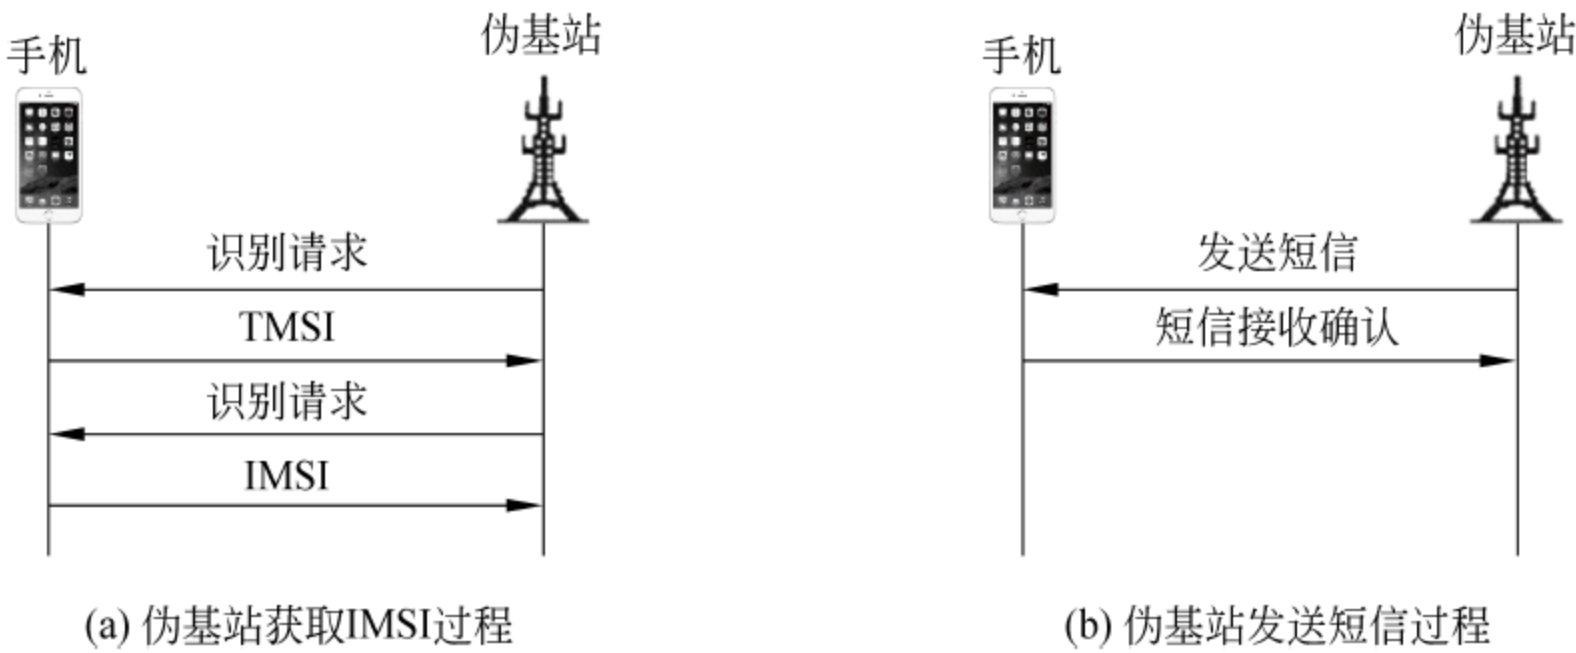 手机
伪基站
识别请求
TMSI
识别请求
IMSI
(a) 伪基站获取IMSI过程
手机
伪基站
发送短信
短信接收确认
(b) 伪基站发送短信过程